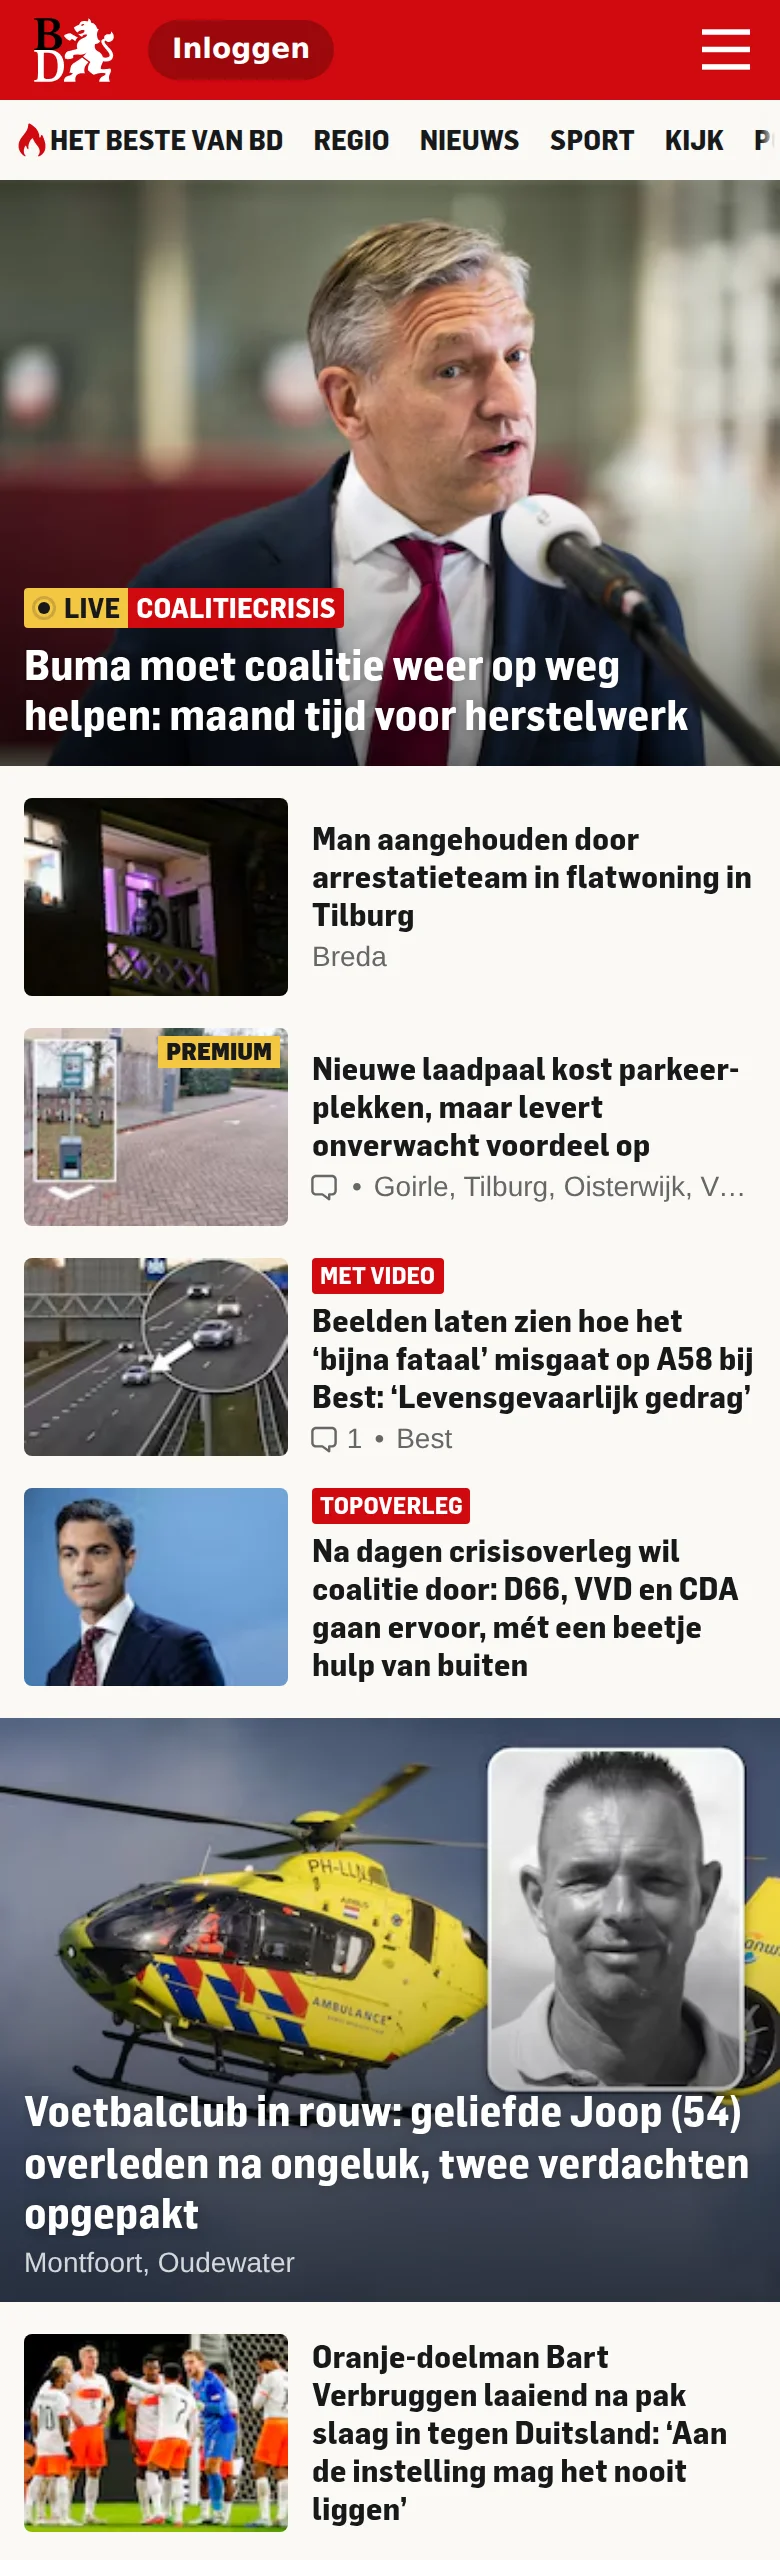 BD
Inloggen
HET BESTE VAN BD REGIO NIEUWS SPORT KIJK
LIVE COALITIECRISIS
Buma moet coalitie weer op weg
helpen: maand tijd voor herstelwerk
Man aangehouden door
arrestatieteam in flatwoning in
Tilburg
Breda
PREMIUM
Nieuwe laadpaal kost parkeer-
plekken, maar levert
onverwacht voordeel op
• Goirle, Tilburg, Oisterwijk, V…
MET VIDEO
Beelden laten zien hoe het
‘bijna fataal’ misgaat op A58 bij
Best: ‘Levensgevaarlijk gedrag’
1 • Best
TOPOVERLEG
Na dagen crisisoverleg wil
coalitie door: D66, VVD en CDA
gaan ervoor, mét een beetje
hulp van buiten
PH-LLN
AIRBUS
AMBULANCE
Voetbalclub in rouw: geliefde Joop (54)
overleden na ongeluk, twee verdachten
opgepakt
Montfoort, Oudewater
10
7
Oranje-doelman Bart
Verbruggen laaiend na pak
slaag in tegen Duitsland: ‘Aan
de instelling mag het nooit
liggen’